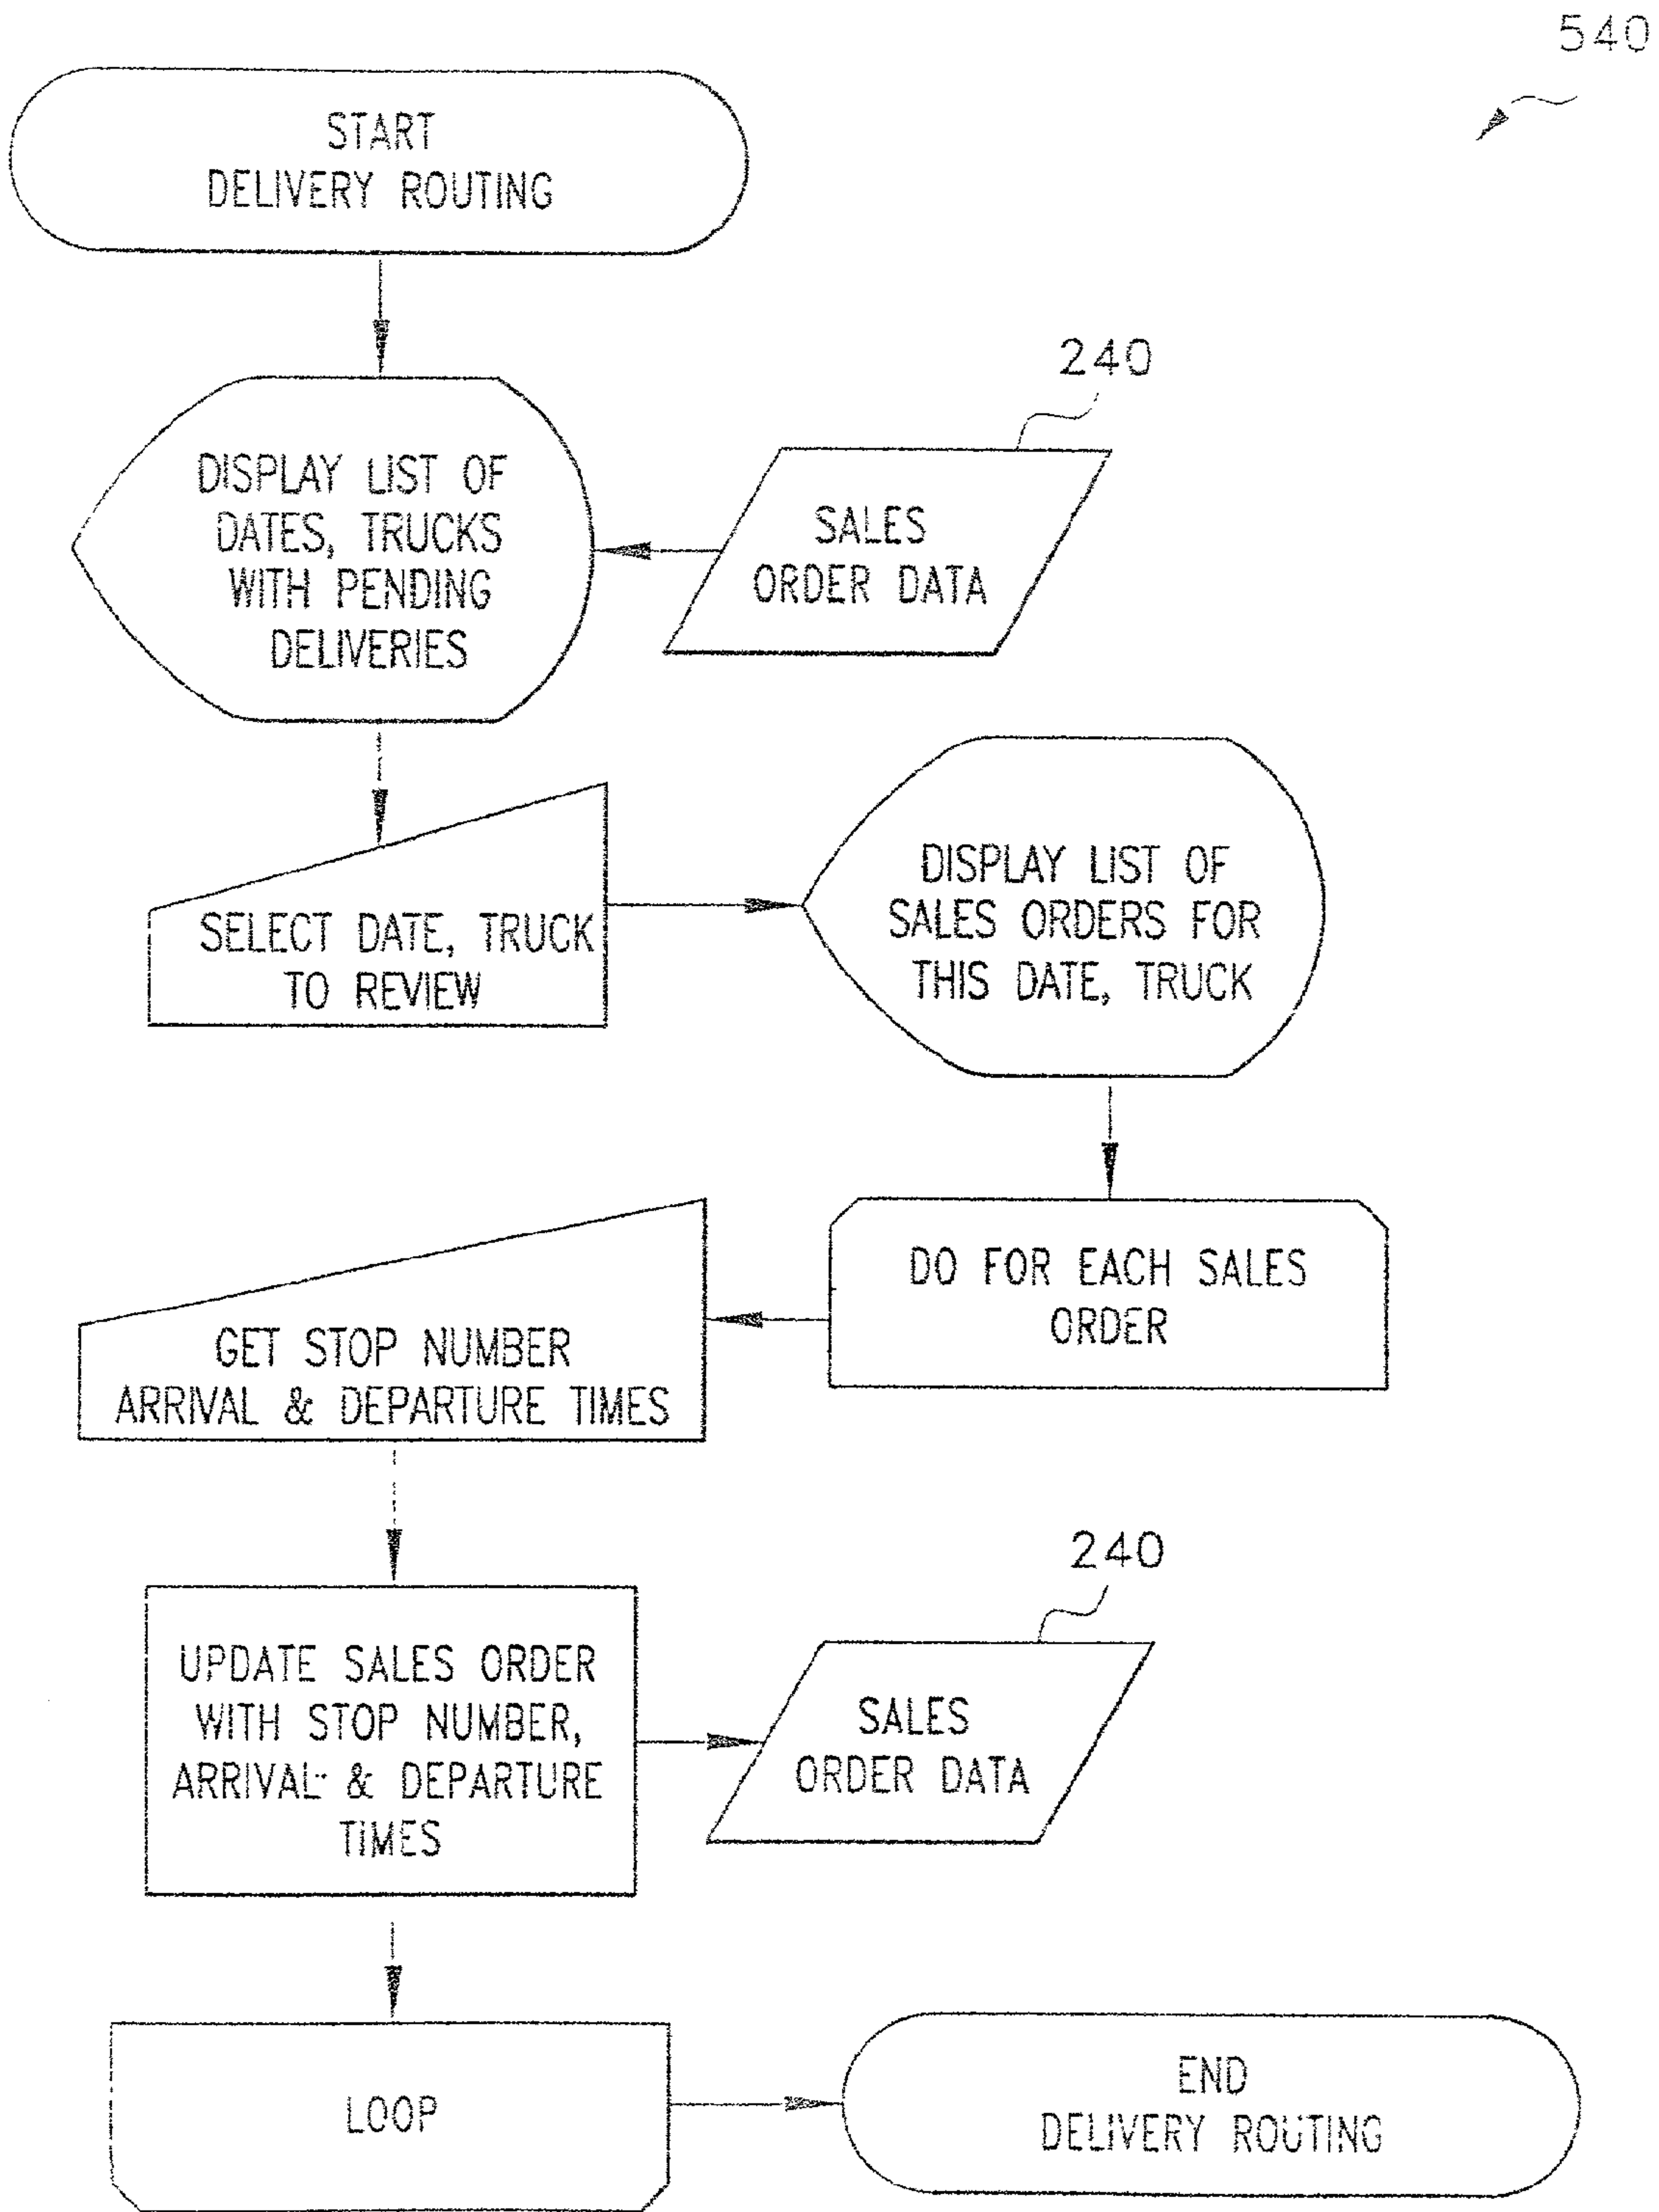 540
START
DELIVERY ROUTING
240
DISPLAY LIST OF
DATES, TRUCKS
WITH PENDING
DELIVERIES
SALES
ORDER DATA
SELECT DATE, TRUCK
TO REVIEW
DISPLAY LIST OF
SALES ORDERS FOR
THIS DATE, TRUCK
DO FOR EACH SALES
ORDER
GET STOP NUMBER
ARRIVAL & DEPARTURE TIMES
240
UPDATE SALES ORDER
WITH STOP NUMBER,
ARRIVAL & DEPARTURE
TIMES
SALES
ORDER DATA
LOOP
END
DELIVERY ROUTING